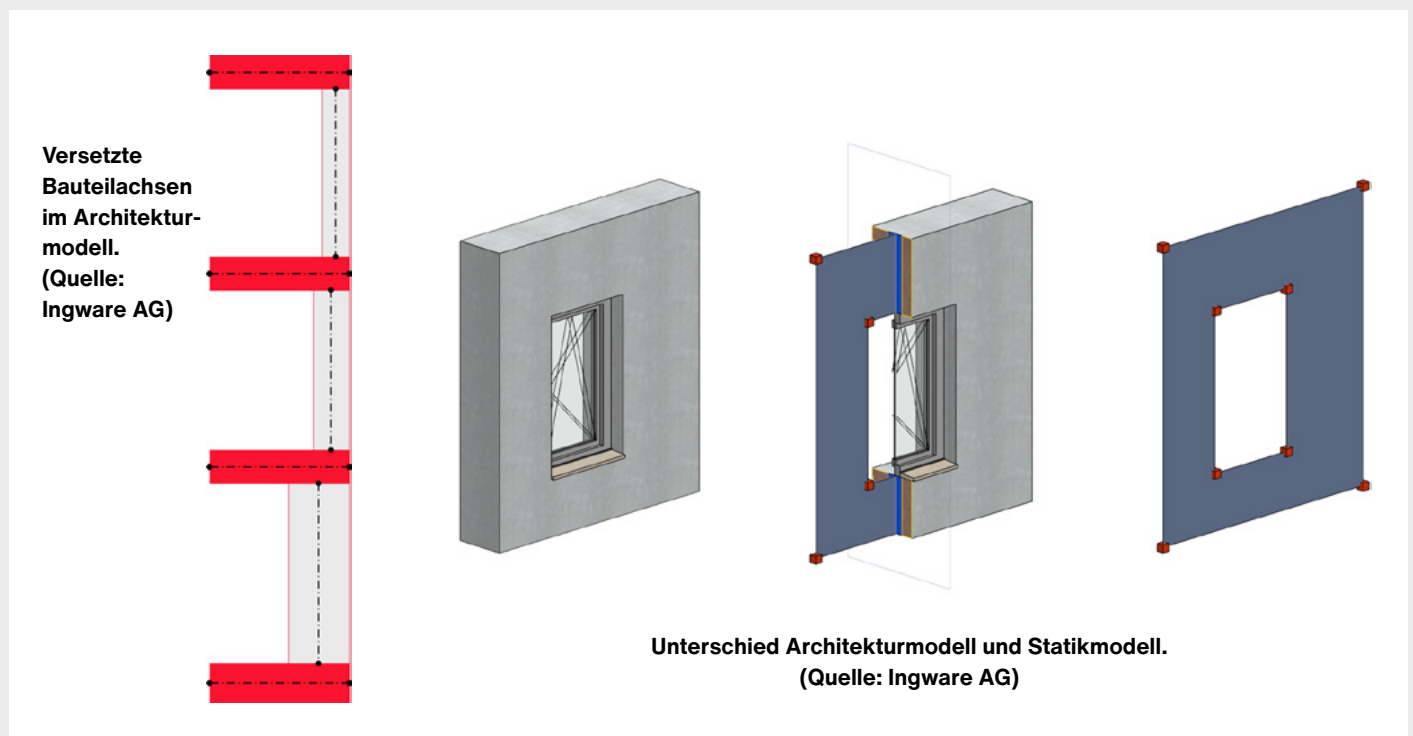 Versetzte
Bauteilachsen
im Architektur-
modell.
(Quelle:
Ingware AG)
Unterschied Architekturmodell und Statikmodell.
(Quelle: Ingware AG)